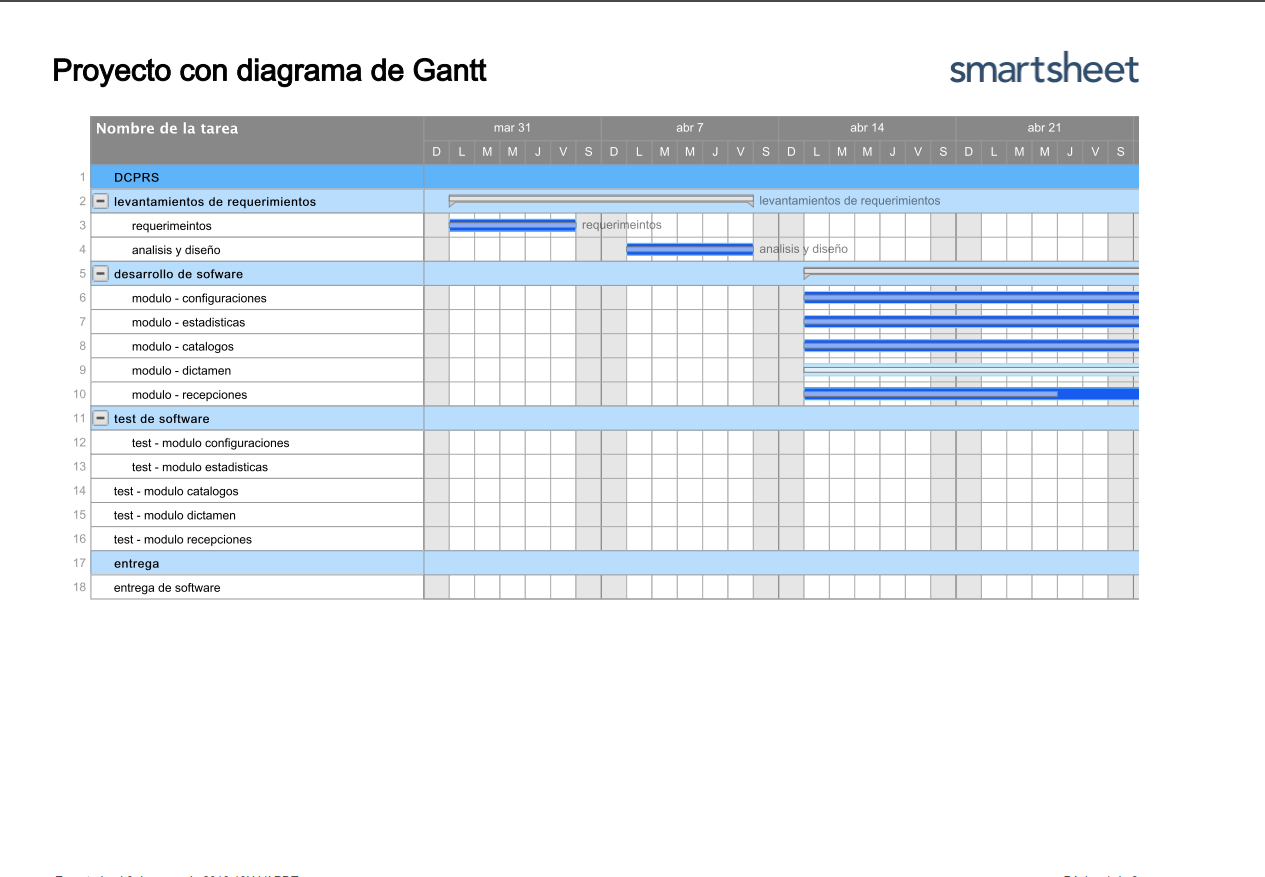 Proyecto con diagrama de Gantt
smartsheet
Nombre de la tarea
mar 31 abr 7 abr 14 abr 21
D L M M J V S D L M M J V S D L M M J V S D L M M J V S
1 DCPRS
2 levantamientos de requerimientos levantamientos de requerimientos
3 requerimeintos requerimeintos
4 analisis y diseño analisis y diseño
5 desarrollo de sofware
6 modulo - configuraciones
7 modulo - estadisticas
8 modulo - catalogos
9 modulo - dictamen
10 modulo - recepciones
11 test de software
12 test - modulo configuraciones
13 test - modulo estadisticas
14 test - modulo catalogos
15 test - modulo dictamen
16 test - modulo recepciones
17 entrega
18 entrega de software